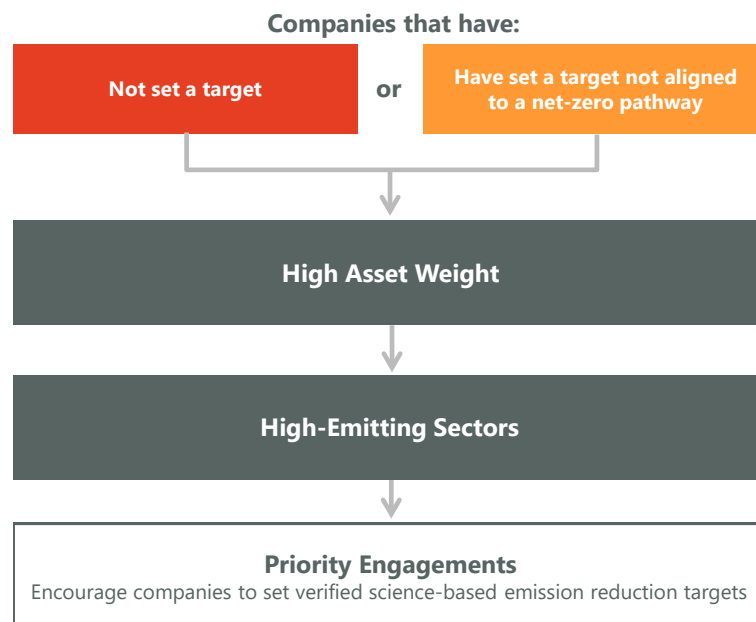 Companies that have:
Not set a target
or
Have set a target not aligned
to a net-zero pathway
High Asset Weight
High-Emitting Sectors
Priority Engagements
Encourage companies to set verified science-based emission reduction targets